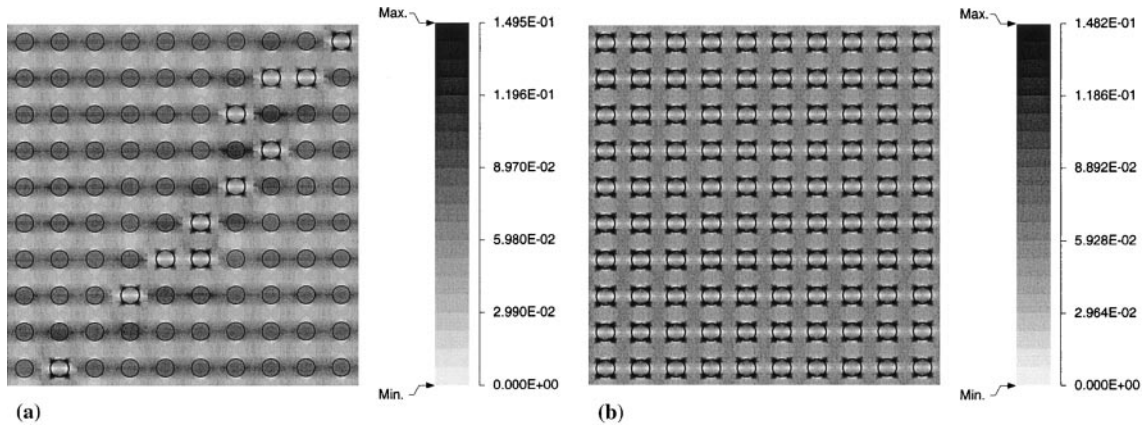 Max.
1.495E-01
1.196E-01
8.970E-02
5.980E-02
2.990E-02
0.000E+00
Min.
(a)
Max.
1.482E-01
1.186E-01
8.892E-02
5.928E-02
2.964E-02
0.000E+00
Min.
(b)